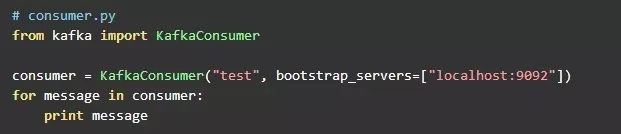 # consumer.py
from kafka import KafkaConsumer
consumer = KafkaConsumer("test", bootstrap_servers=["localhost:9092"])
for message in consumer:
    print message